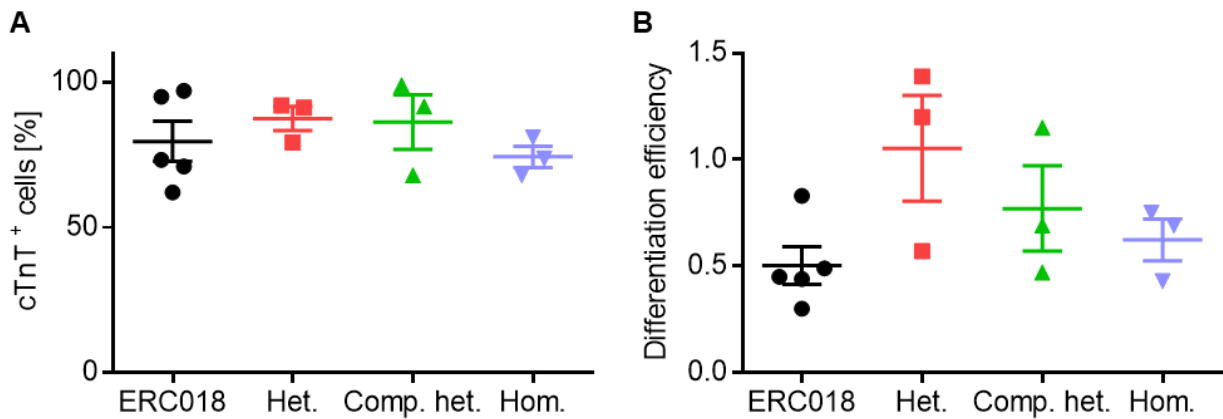 A
cTnT + cells [%]
100
50
0
ERC018 Het. Comp. het. Hom.
B
Differentiation efficiency
1.5
1.0
0.5
0.0
ERC018 Het. Comp. het. Hom.